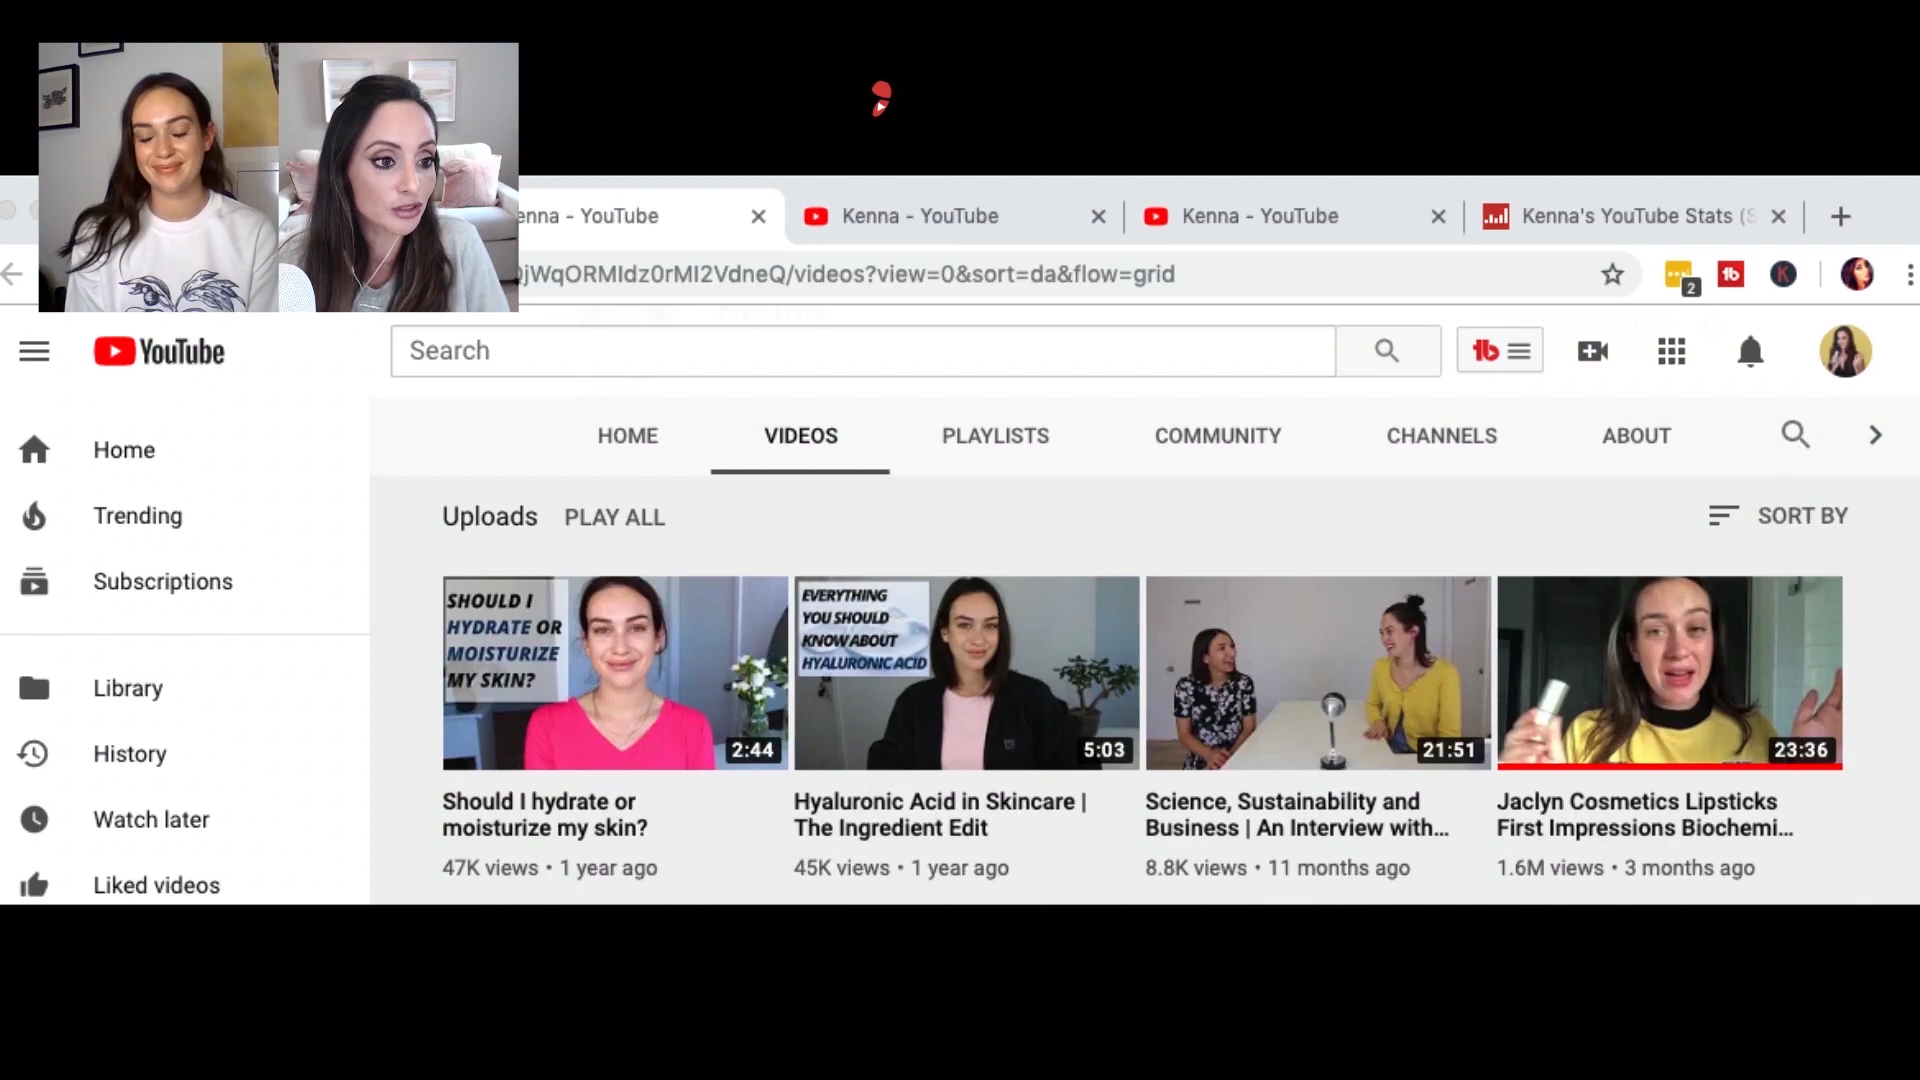 enna - YouTube
Kenna - YouTube
Kenna - YouTube
Kenna's YouTube Stats (S
jWqORMIdz0rMI2VdneQ/videos?view=0&sort=da&flow=grid
2
tb
K
YouTube
Search
tb
HOME
VIDEOS
PLAYLISTS
COMMUNITY
CHANNELS
ABOUT
Home
Trending
Subscriptions
Library
History
Watch later
Liked videos
Uploads
PLAY ALL
SORT BY
SHOULD I
HYDRATE OR
MOISTURIZE
MY SKIN?
2:44
EVERYTHING
YOU SHOULD
KNOW ABOUT
HYALURONIC ACID
5:03
21:51
23:36
Should I hydrate or
moisturize my skin?
47K views • 1 year ago
Hyaluronic Acid in Skincare |
The Ingredient Edit
45K views • 1 year ago
Science, Sustainability and
Business | An Interview with...
8.8K views • 11 months ago
Jaclyn Cosmetics Lipsticks
First Impressions Biochemi...
1.6M views • 3 months ago